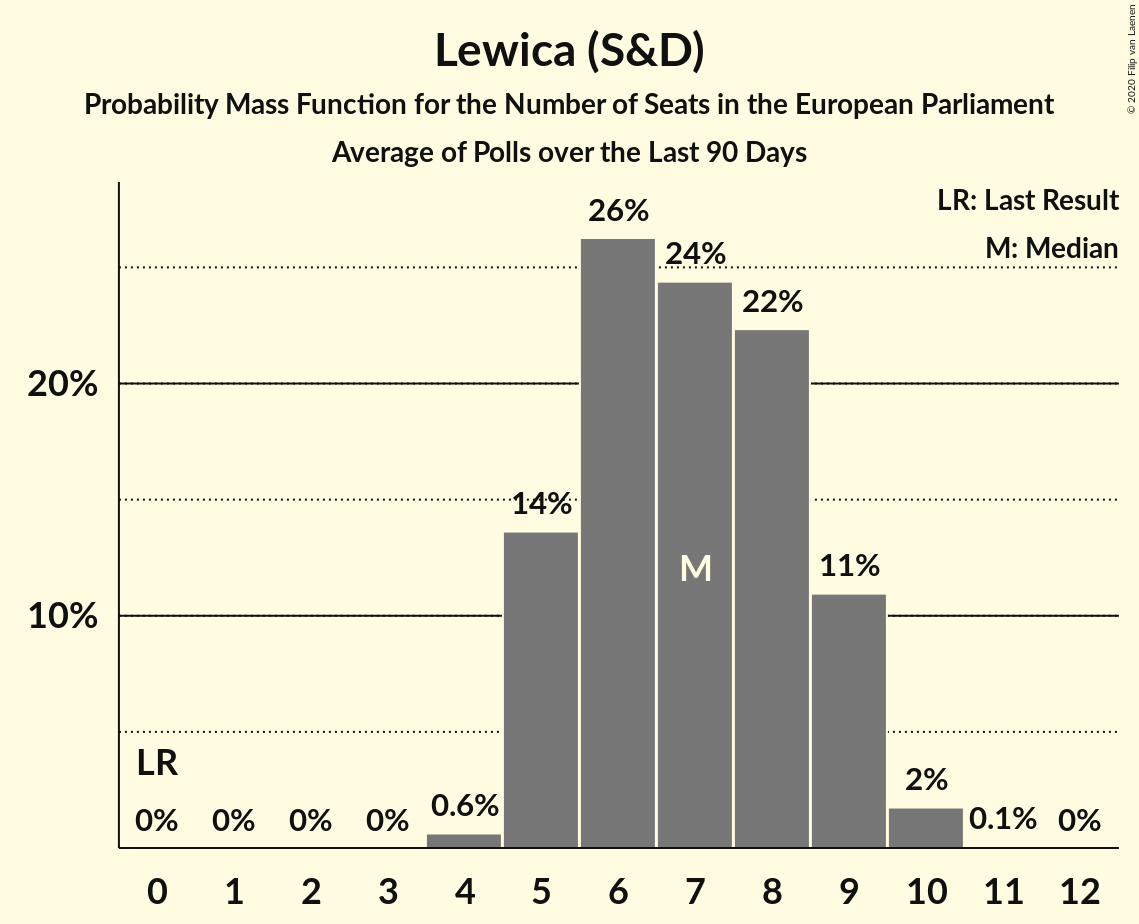 Lewica (S&D)
Probability Mass Function for the Number of Seats in the European Parliament
Average of Polls over the Last 90 Days
© 2020 Filip van Laenen
LR: Last Result
M: Median
26%
24%
22%
20%
14%
M
11%
10%
LR
0% 0% 0% 0% 0.6% 2% 0.1% 0%
0 1 2 3 4 5 6 7 8 9 10 11 12